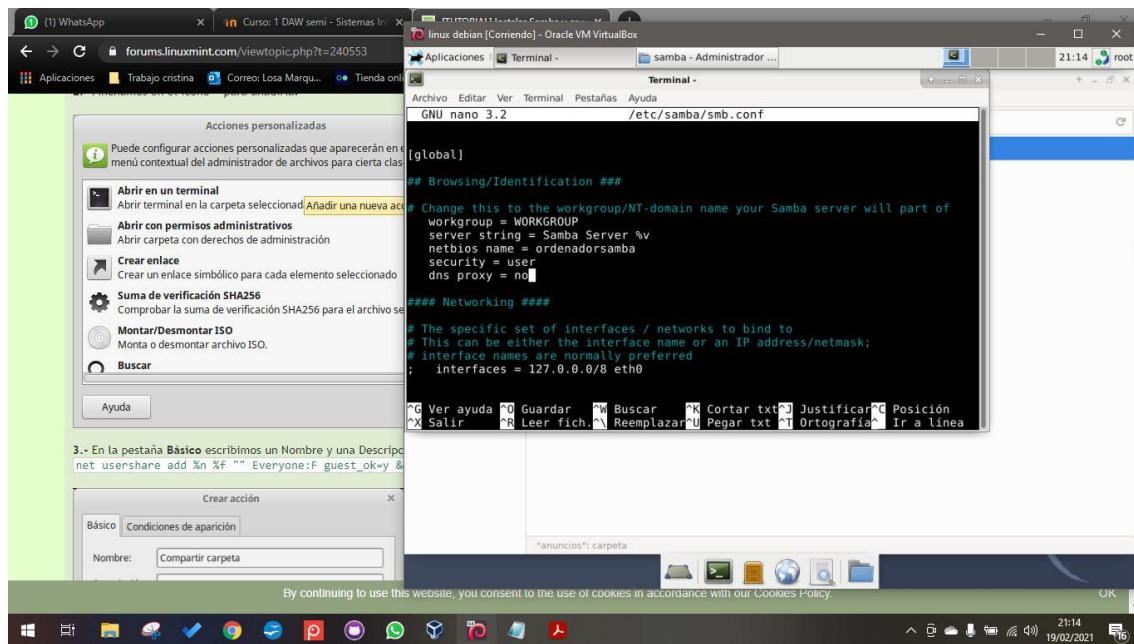 (1) WhatsApp
Curso: 1 DAW semi - Sistemas In
linux debian [Corriendo] - Oracle VM VirtualBox
forums.linuxmint.com/viewtopic.php?t=240553
Aplicaciones
Terminal -
samba - Administrador ...
21:14
root
Aplicaciones
Trabajo cristina
Correo: Losa Marqu...
Tienda onli
Terminal -
Archivo Editar Ver Terminal Pestañas Ayuda
GNU nano 3.2 /etc/samba/smb.conf
[global]
## Browsing/Identification ###
# Change this to the workgroup/NT-domain name your Samba server will part of
workgroup = WORKGROUP
server string = Samba Server %v
netbios name = ordenadorsamba
security = user
dns proxy = no
#### Networking ####
# The specific set of interfaces / networks to bind to
# This can be either the interface name or an IP address/netmask;
# interface names are normally preferred
; interfaces = 127.0.0.0/8 eth0
^G Ver ayuda ^O Guardar ^W Buscar ^K Cortar txt ^J Justificar ^C Posición
^X Salir ^R Leer fich. ^\ Reemplazar ^U Pegar txt ^T Ortografía ^_ Ir a línea
Acciones personalizadas
Puede configurar acciones personalizadas que aparecerán en e
menú contextual del administrador de archivos para cierta clas
Abrir en un terminal
Abrir terminal en la carpeta seleccionad
Añadir una nueva acc
Abrir con permisos administrativos
Abrir carpeta con derechos de administración
Crear enlace
Crear un enlace simbólico para cada elemento seleccionado
Suma de verificación SHA256
Comprobar la suma de verificación SHA256 para el archivo se
Montar/Desmontar ISO
Monta o desmontar archivo ISO.
Buscar
Ayuda
3.- En la pestaña Básico escribimos un Nombre y una Descripc
net usershare add %n %f "" Everyone:F guest_ok=y &
Crear acción
Básico
Condiciones de aparición
Nombre:
Compartir carpeta
"anuncios": carpeta
By continuing to use this website, you consent to the use of cookies in accordance with our Cookies Policy.
OK
21:14
19/02/2021
16